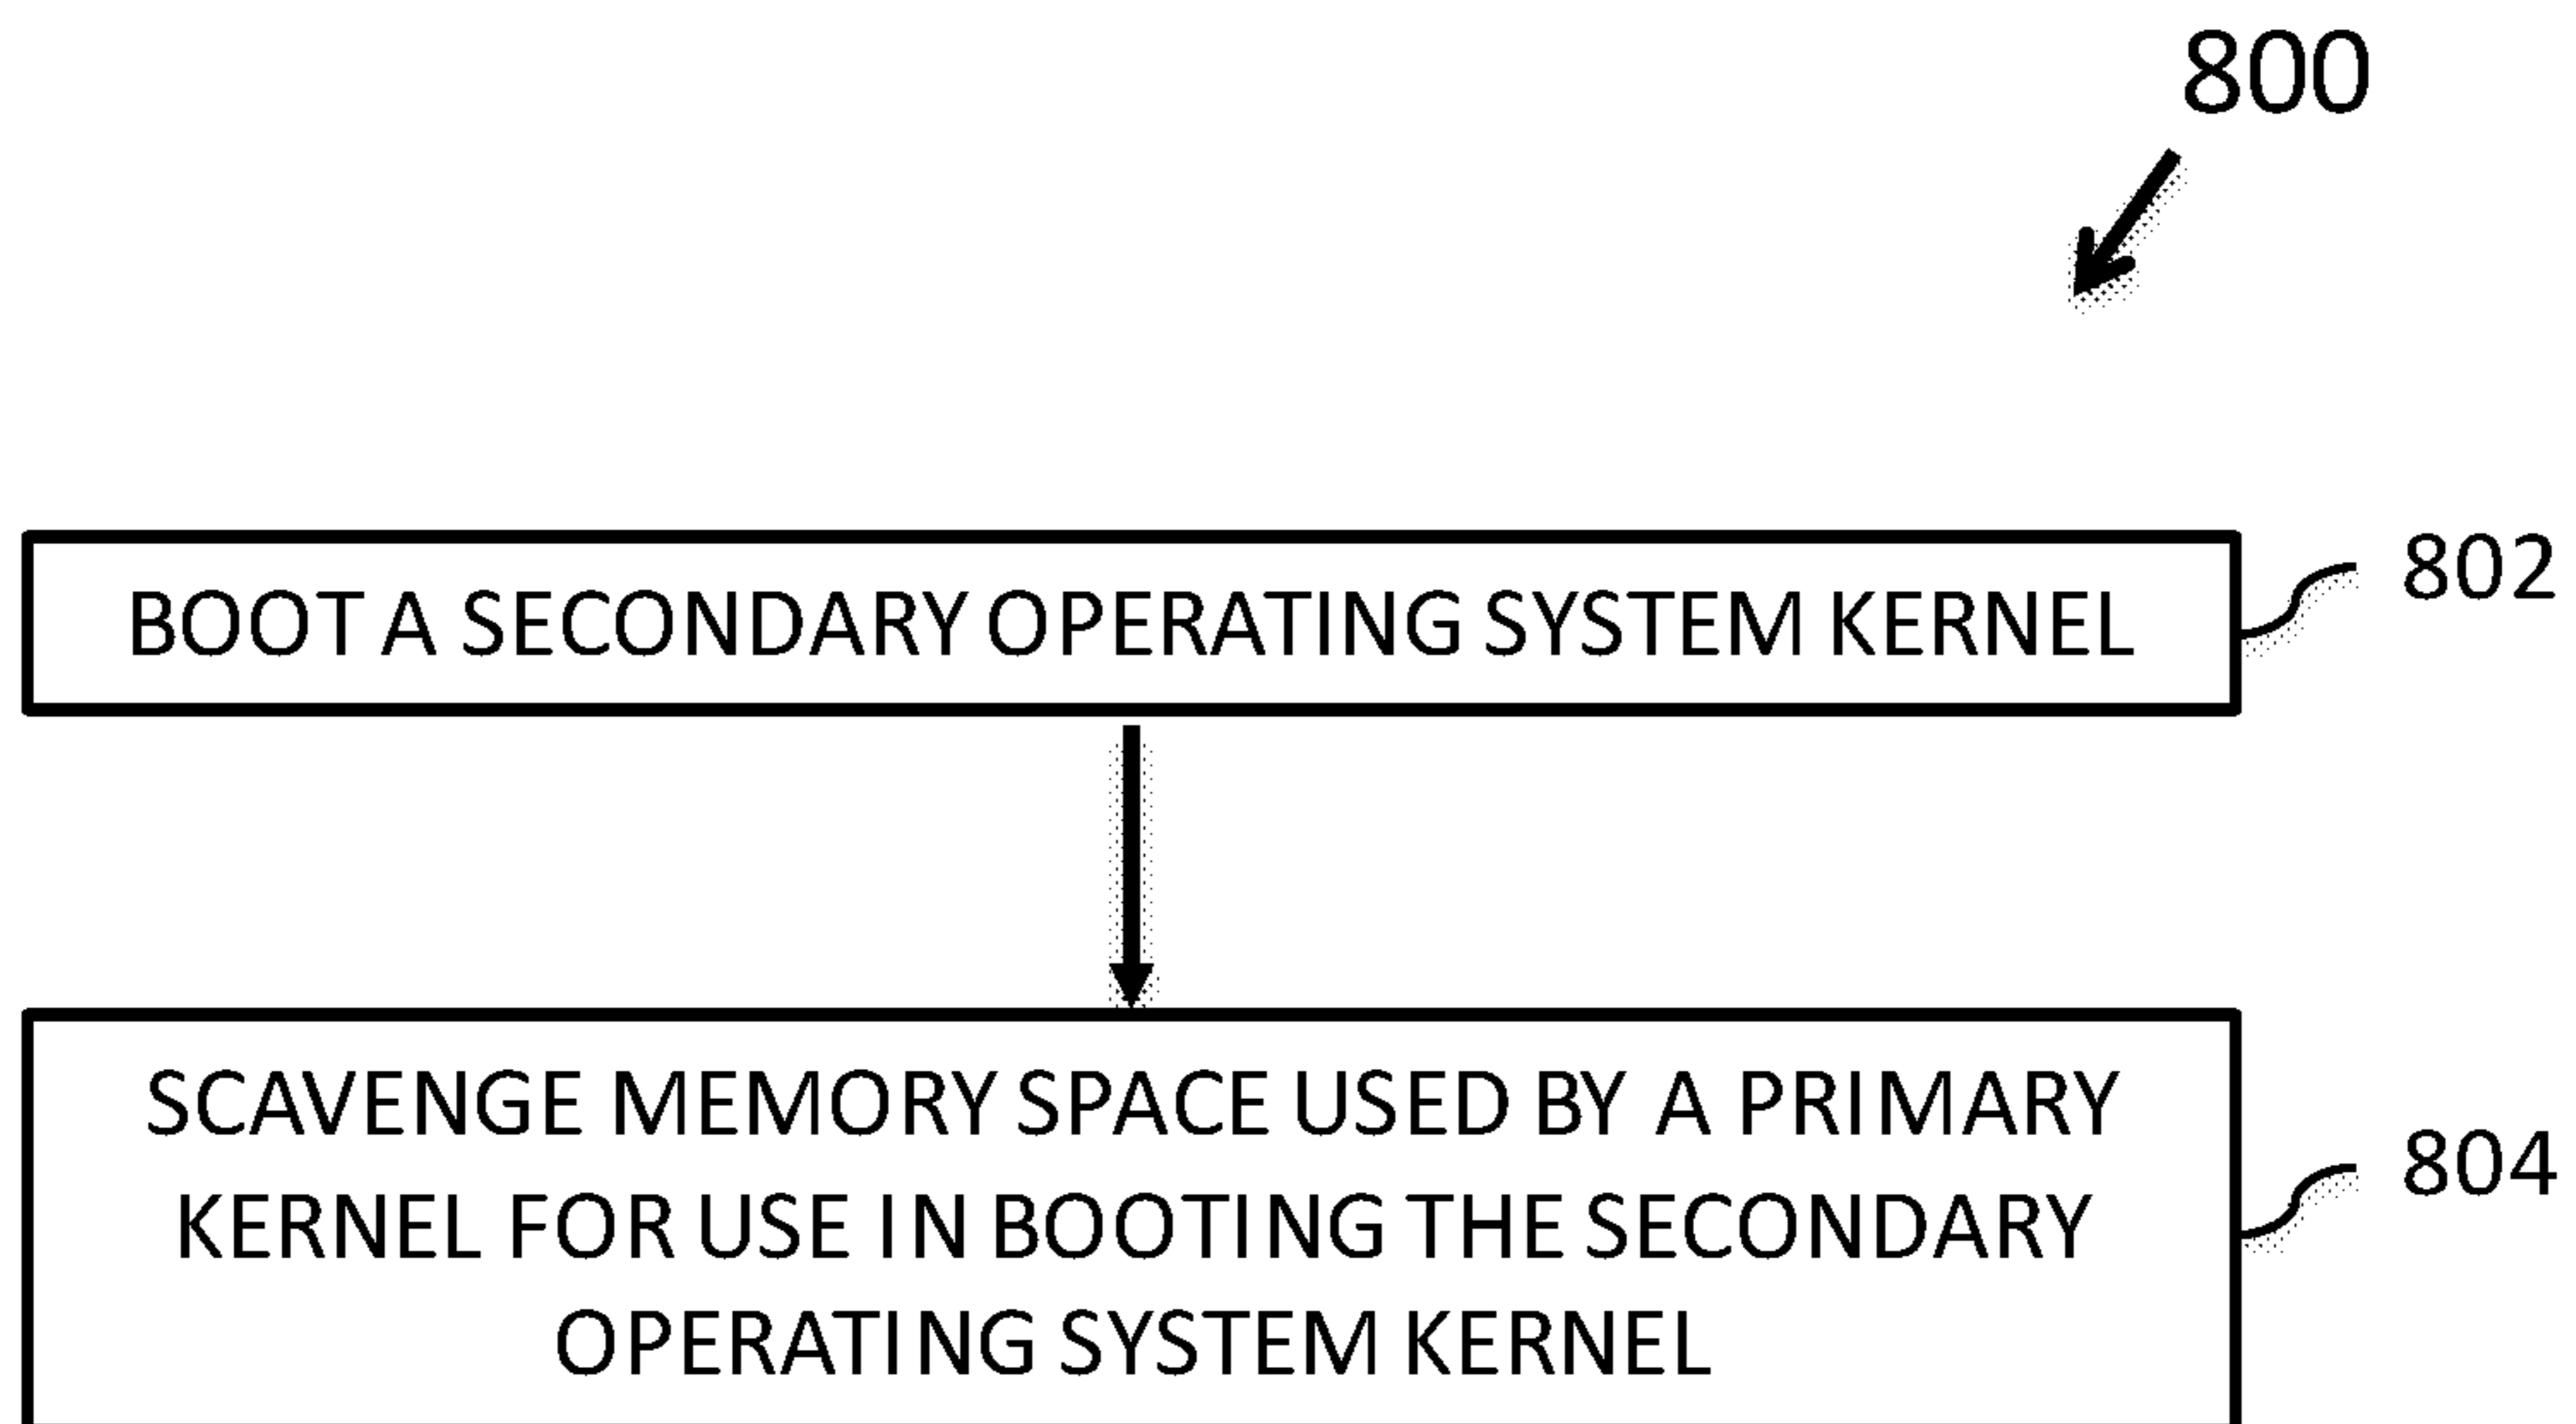 800
BOOT A SECONDARY OPERATING SYSTEM KERNEL
802
SCAVENGE MEMORY SPACE USED BY A PRIMARY
KERNEL FOR USE IN BOOTING THE SECONDARY
OPERATING SYSTEM KERNEL
804